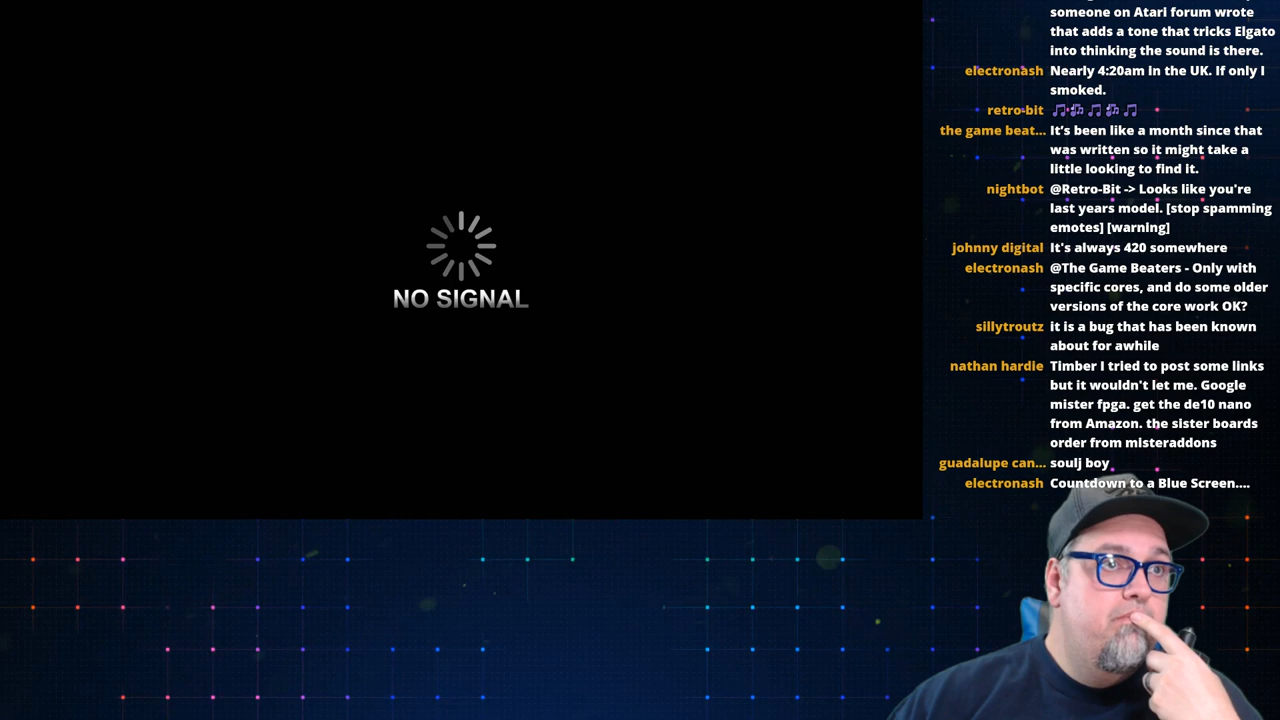 NO SIGNAL
someone on Atari forum wrote
that adds a tone that tricks Elgato
into thinking the sound is there.
electronash Nearly 4:20am in the UK. If only I
smoked.
retro-bit
the game beat... It's been like a month since that
was written so it might take a
little looking to find it.
nightbot @Retro-Bit -> Looks like you're
last years model. [stop spamming
emotes] [warning]
johnny digital It's always 420 somewhere
electronash @The Game Beaters - Only with
specific cores, and do some older
versions of the core work OK?
sillytroutz it is a bug that has been known
about for awhile
nathan hardie Timber I tried to post some links
but it wouldn't let me. Google
mister fpga. get the de10 nano
from Amazon. the sister boards
order from misteraddons
guadalupe can... soulj boy
electronash Countdown to a Blue Screen....